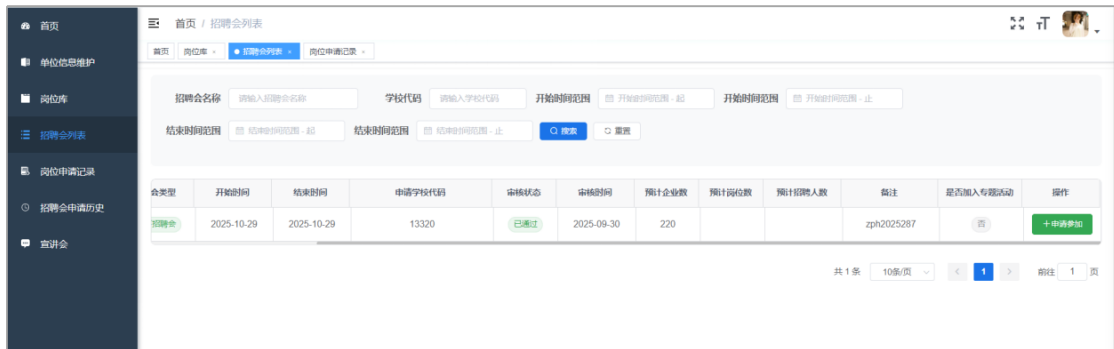 首页
单位信息维护
岗位库
招聘会列表
岗位申请记录
招聘会申请历史
宣讲会
首页 / 招聘会列表
首页 岗位库 × 招聘会列表 × 岗位申请记录 ×
招聘会名称 请输入招聘会名称 学校代码 请输入学校代码 开始时间范围 开始时间范围 - 起 开始时间范围 开始时间范围 - 止
结束时间范围 结束时间范围 - 起 结束时间范围 结束时间范围 - 止 搜索 重置
会类型 开始时间 结束时间 申请学校代码 审核状态 审核时间 预计企业数 预计岗位数 预计招聘人数 备注 是否加入专题活动 操作
招聘会 2025-10-29 2025-10-29 13320 已通过 2025-09-30 220 zph2025287 否 +申请参加
共 1 条 10条/页 < 1 > 前往 1 页